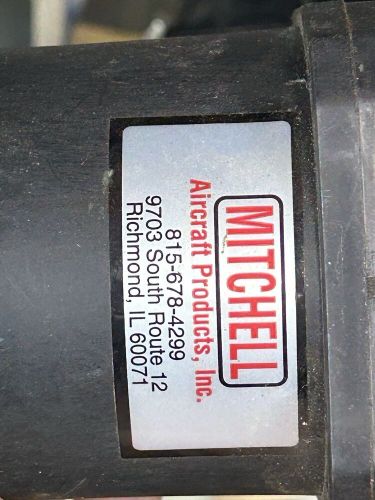 MITCHELL
Aircraft Products, Inc.
815-678-4299
9703 South Route 12
Richmond, IL 60071